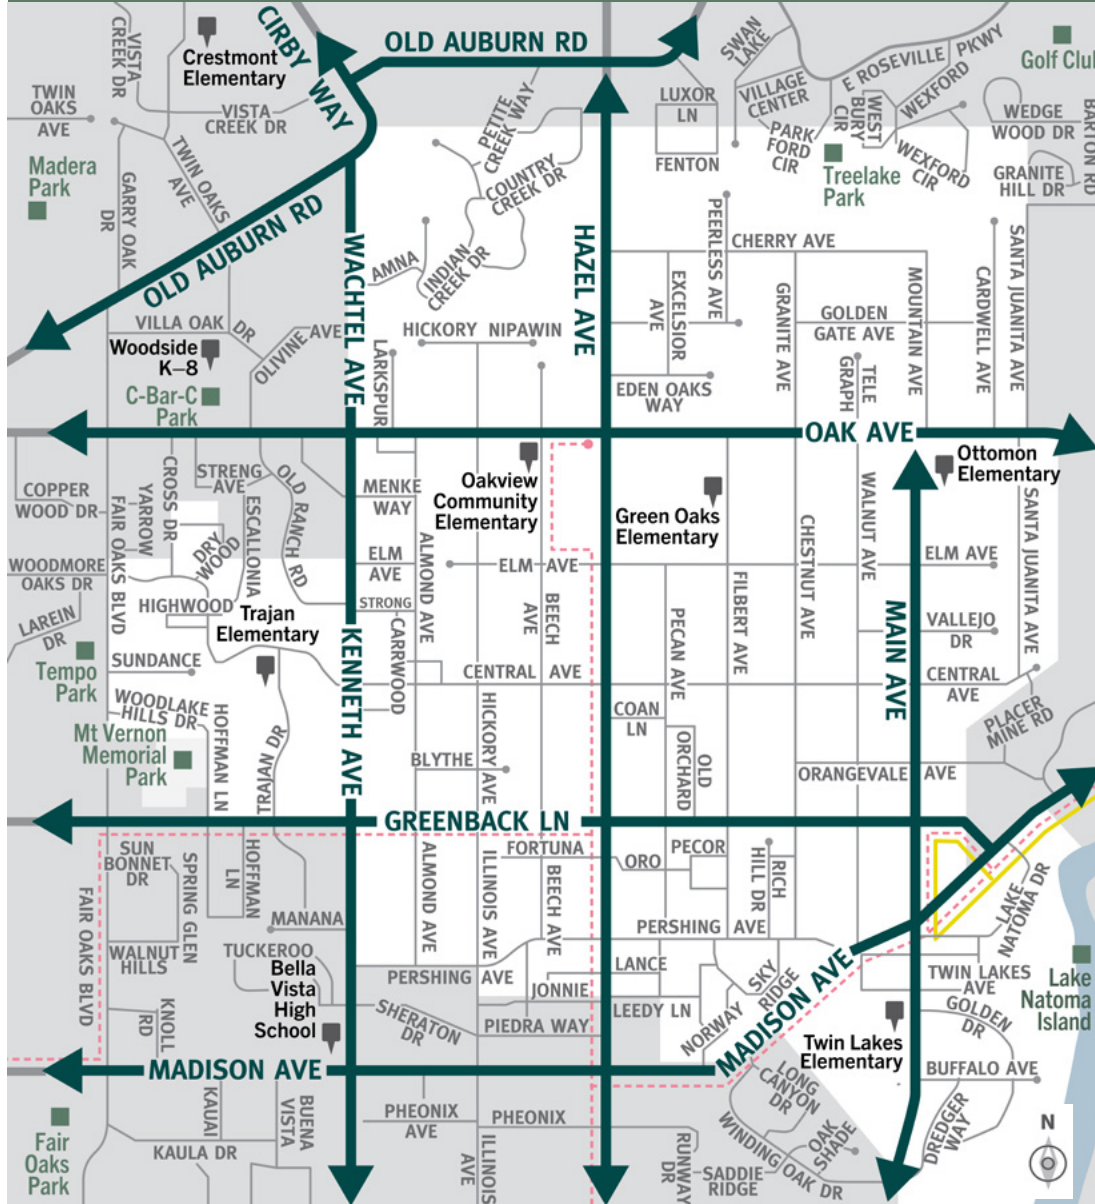 CIRBY
WAY
OLD AUBURN RD
SWAN
LAKE
E ROSEVILLE
PKWY
Golf Club
VISTA
CREEK DR
Crestmont
Elementary
TWIN
OAKS
AVE
VISTA
CREEK DR
PETITE
CREEK WAY
LUXOR
LN
VILLAGE
CENTER
WEST
BURY
CIR
WEXFORD
WEDGE
WOOD DR
BARTON RD
FENTON
PARK
FORD
CIR
WEXFORD
CIR
GRANITE
HILL DR
Madera
Park
TWIN OAKS
AVE
GARRY OAK
DR
COUNTRY
CREEK DR
Treelake
Park
OLD AUBURN RD
WACHTEL AVE
AMNA
INDIAN
CREEK DR
HAZEL AVE
PEERLESS AVE
CHERRY AVE
EXCELSIOR
AVE
GRANITE AVE
MOUNTAIN AVE
CARDWELL AVE
SANTA JUANITA AVE
VILLA OAK
DR
OLIVINE
AVE
HICKORY
NIPAWIN
GOLDEN
GATE AVE
Woodside
K–8
LARKSPUR
C-Bar-C
Park
EDEN OAKS
WAY
TELE
GRAPH
OAK AVE
CROSS DR
STRENG
AVE
OLD
RANCH RD
Oakview
Community
Elementary
Ottomon
Elementary
COPPER
WOOD DR
FAIR OAKS BLVD
YARROW
ESCALLONIA
MENKE
WAY
Green Oaks
Elementary
CHESTNUT AVE
WALNUT AVE
SANTA JUANITA AVE
DRY
WOOD
ELM
AVE
ALMOND AVE
ELM
AVE
ELM AVE
WOODMORE
OAKS DR
HIGHWOOD
STRONG
BEECH
AVE
FILBERT AVE
PECAN AVE
MAIN AVE
LAREIN
DR
Trajan
Elementary
KENNETH AVE
CARRWOOD
VALLEJO
DR
Tempo
Park
SUNDANCE
CENTRAL
AVE
CENTRAL
AVE
WOODLAKE
HILLS DR
HOFFMAN LN
TRAJAN DR
HICKORY AVE
COAN
LN
PLACER
MINE RD
Mt Vernon
Memorial
Park
BLYTHE
OLD
ORCHARD
ORANGEVALE
AVE
GREENBACK LN
SUN
BONNET
DR
SPRING GLEN
HOFFMAN
LN
ALMOND AVE
ILLINOIS AVE
FORTUNA
BEECH AVE
ORO
PECOR
RICH
HILL DR
LAKE
NATOMA DR
FAIR OAKS BLVD
MANANA
PERSHING
AVE
WALNUT
HILLS
TUCKEROO
Bella
Vista
High
School
PERSHING
AVE
LANCE
SKY
RIDGE
MADISON AVE
TWIN LAKES
AVE
Lake
Natoma
Island
JONNIE
LEEDY LN
KNOLL
RD
SHERATON
DR
PIEDRA WAY
NORWAY
GOLDEN
DR
Twin Lakes
Elementary
MADISON AVE
BUFFALO AVE
KAUAI
BUENA
VISTA
PHEONIX
AVE
PHEONIX
LONG
CANYON
DR
OAK
SHADE
DREDGER
WAY
N
Fair
Oaks
Park
KAULA DR
ILLINOIS
AVE
RUNWAY
DR
SADDIE
RIDGE
WINDING OAK DR